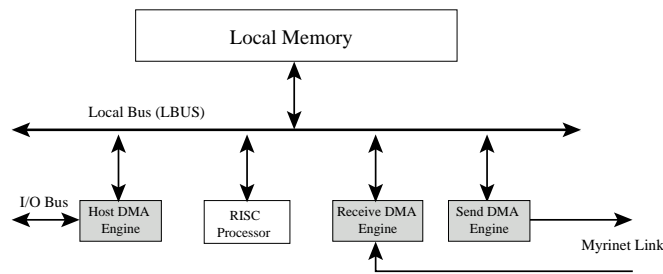 Local Memory
Local Bus (LBUS)
I/O Bus
Host DMA
Engine
RISC
Processor
Receive DMA
Engine
Send DMA
Engine
Myrinet Link